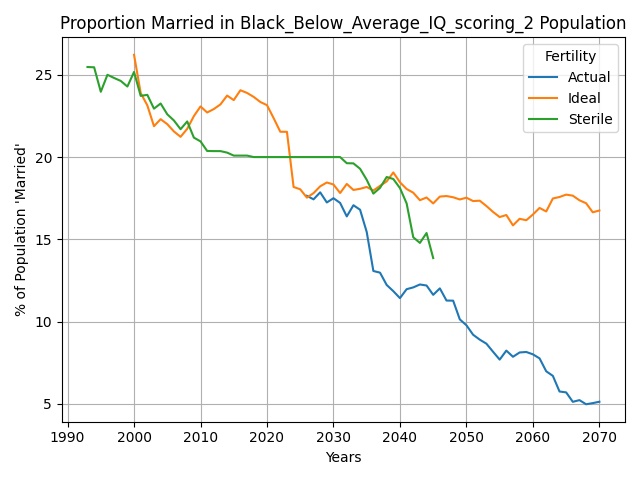 Proportion Married in Black_Below_Average_IQ_scoring_2 Population
Fertility
Actual
Ideal
Sterile
% of Population 'Married'
25
20
15
10
5
1990 2000 2010 2020 2030 2040 2050 2060 2070
Years